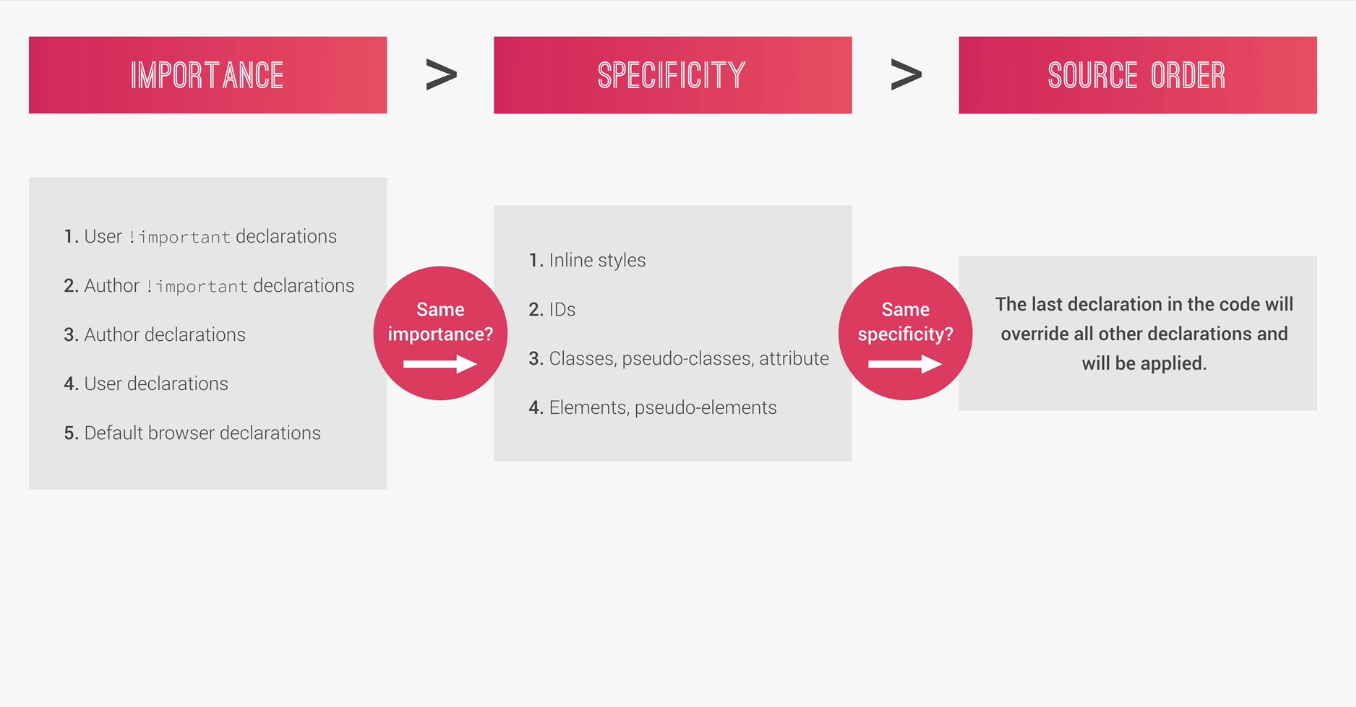 IMPORTANCE
>
SPECIFICITY
>
SOURCE ORDER
1. User !important declarations
2. Author !important declarations
3. Author declarations
4. User declarations
5. Default browser declarations
Same
importance?
1. Inline styles
2. IDs
3. Classes, pseudo-classes, attribute
4. Elements, pseudo-elements
Same
specificity?
The last declaration in the code will
override all other declarations and
will be applied.